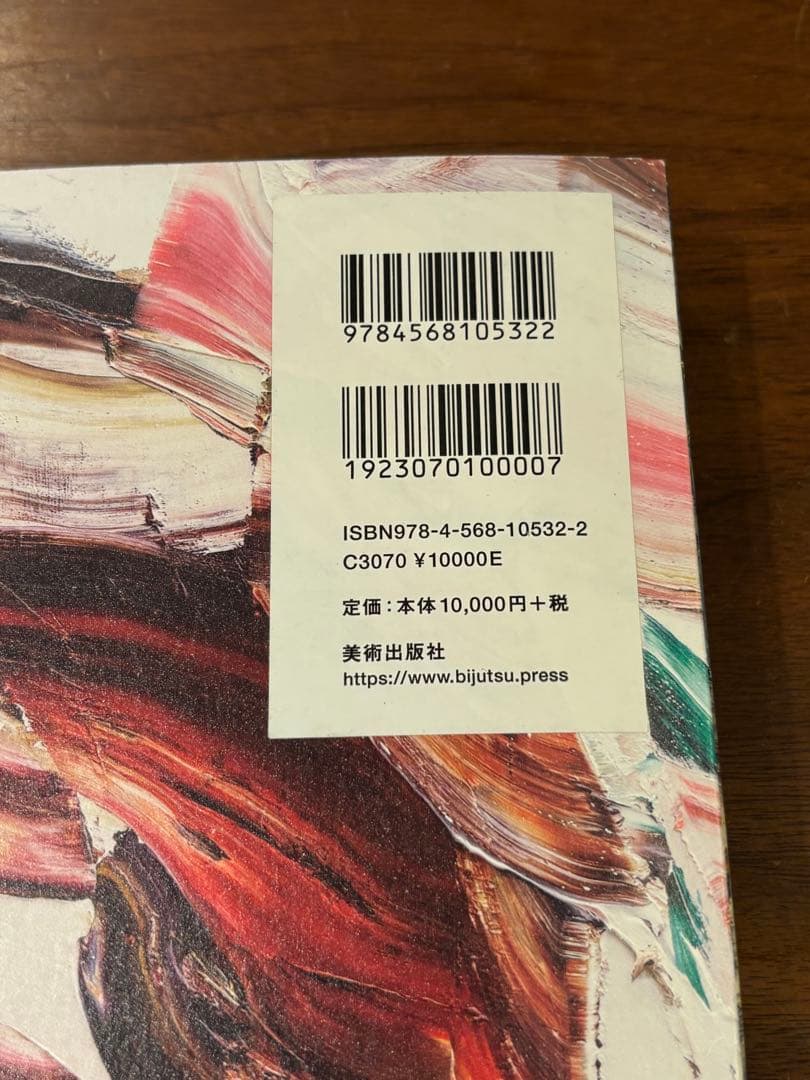 9784568105322
1923070100007
ISBN978-4-568-10532-2
C3070 ¥10000E
定価：本体10,000円＋税
美術出版社
https://www.bijutsu.press